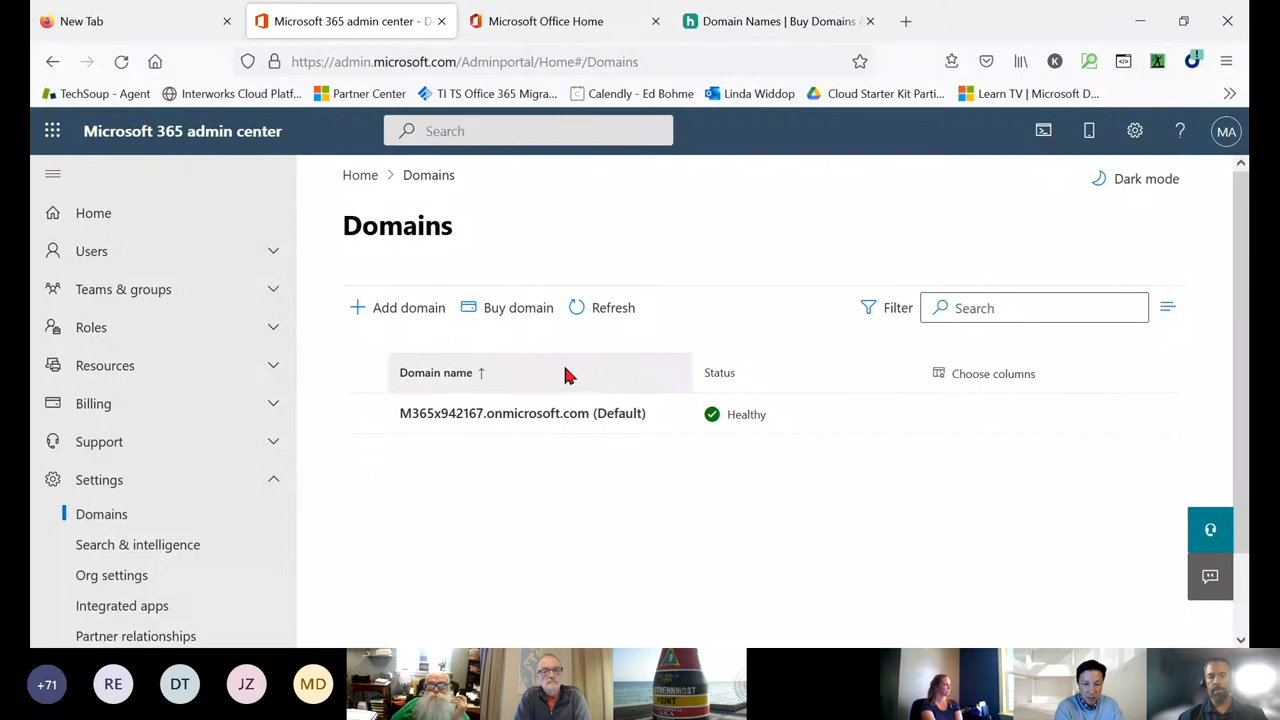 New Tab
Microsoft 365 admin center - D
Microsoft Office Home
Domain Names | Buy Domains
https://admin.microsoft.com/Adminportal/Home#/Domains
TechSoup - Agent
Interworks Cloud Platf...
Partner Center
TI TS Office 365 Migra...
Calendly - Ed Bohme
Linda Widdop
Cloud Starter Kit Parti...
Learn TV | Microsoft D...
Microsoft 365 admin center
Search
MA
Home
Users
Teams & groups
Roles
Resources
Billing
Support
Settings
Domains
Search & intelligence
Org settings
Integrated apps
Partner relationships
Home > Domains
Dark mode
Domains
Add domain
Buy domain
Refresh
Filter
Search
Domain name ↑
Status
Choose columns
M365x942167.onmicrosoft.com (Default)
Healthy
+71
RE
DT
JZ
MD